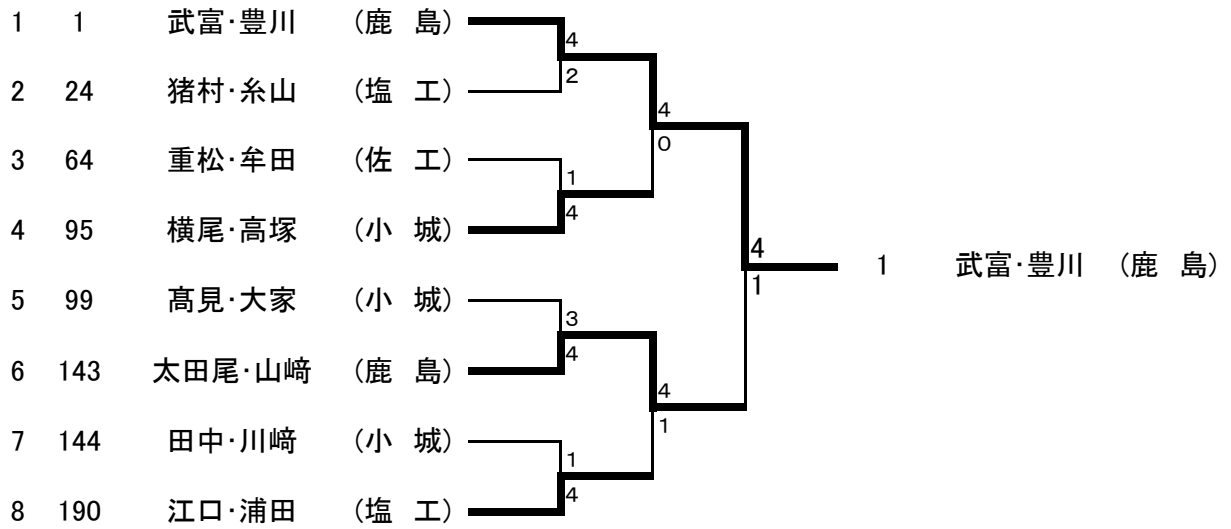 1 1 武富・豊川 (鹿 島)
4
2
2 24 猪村・糸山 (塩 工)
4
0
3 64 重松・牟田 (佐 工)
1
4
4 95 横尾・高塚 (小 城)
4
1
1 武富・豊川 (鹿 島)
5 99 髙見・大家 (小 城)
3
4
6 143 太田尾・山﨑 (鹿 島)
4
1
7 144 田中・川﨑 (小 城)
1
4
8 190 江口・浦田 (塩 工)